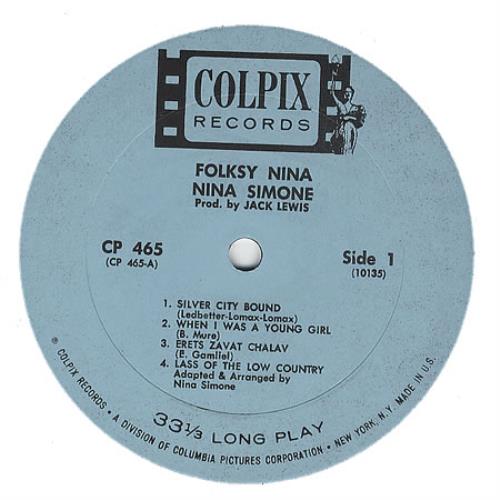 COLPIX
RECORDS
FOLKSY NINA
NINA SIMONE
Prod. by JACK LEWIS
CP 465
(CP 465-A)
Side 1
(10135)
1. SILVER CITY BOUND
(Ledbetter-Lomax-Lomax)
2. WHEN I WAS A YOUNG GIRL
(B. Mure)
3. ERETS ZAVAT CHALAV
(E. Gamliel)
4. LASS OF THE LOW COUNTRY
Adapted & Arranged by
Nina Simone
33 1/3 LONG PLAY
® COLPIX RECORDS • A DIVISION OF COLUMBIA PICTURES CORPORATION • NEW YORK, N.Y. MADE IN U.S.